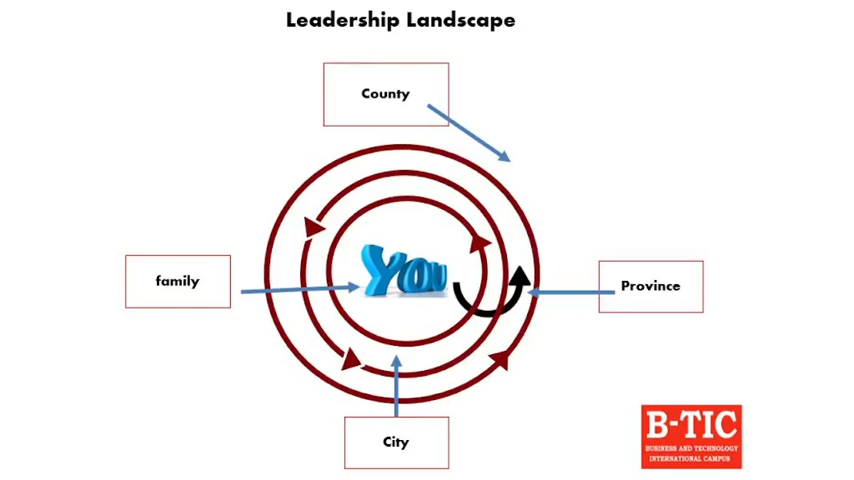 Leadership Landscape
County
family
YOU
Province
City
B-TIC
BUSINESS AND TECHNOLOGY
INTERNATIONAL CAMPUS